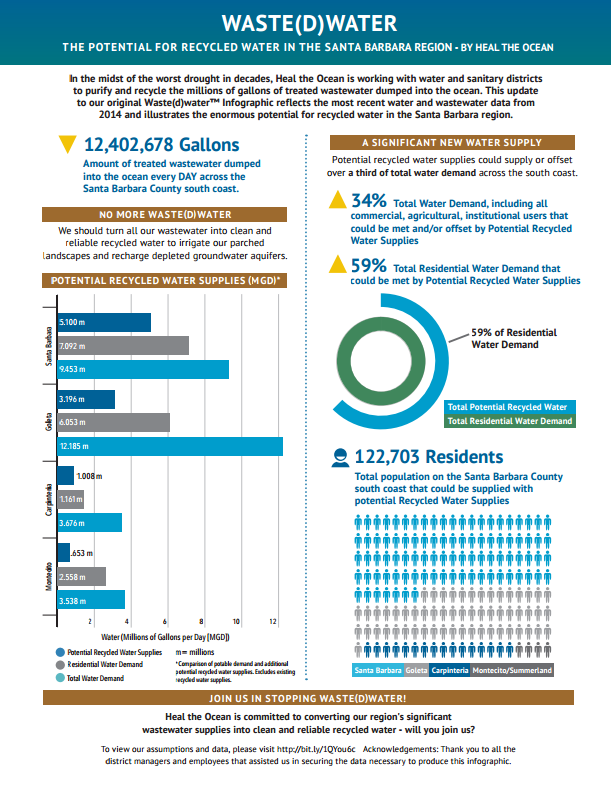 WASTE(D)WATER
THE POTENTIAL FOR RECYCLED WATER IN THE SANTA BARBARA REGION - BY HEAL THE OCEAN
In the midst of the worst drought in decades, Heal the Ocean is working with water and sanitary districts
to purify and recycle the millions of gallons of treated wastewater dumped into the ocean. This update
to our original Waste(d)water™ Infographic reflects the most recent water and wastewater data from
2014 and illustrates the enormous potential for recycled water in the Santa Barbara region.
12,402,678 Gallons
Amount of treated wastewater dumped
into the ocean every DAY across the
Santa Barbara County south coast.
NO MORE WASTE(D)WATER
We should turn all our wastewater into clean and
reliable recycled water to irrigate our parched
landscapes and recharge depleted groundwater aquifers.
POTENTIAL RECYCLED WATER SUPPLIES (MGD)*
Santa Barbara
5.100 m
7.092 m
9.453 m
Goleta
3.196 m
6.053 m
12.185 m
Carpinteria
1.008 m
1.161 m
3.676 m
Montecito
.653 m
2.558 m
3.538 m
2 4 6 8 10 12
Water (Millions of Gallons per Day [MGD])
Potential Recycled Water Supplies
Residential Water Demand
Total Water Demand
m= millions
*Comparison of potable demand and additional
potential recycled water supplies. Excludes existing
recycled water supplies.
A SIGNIFICANT NEW WATER SUPPLY
Potential recycled water supplies could supply or offset
over a third of total water demand across the south coast.
34% Total Water Demand, including all
commercial, agricultural, institutional users that
could be met and/or offset by Potential Recycled
Water Supplies
59% Total Residential Water Demand that
could be met by Potential Recycled Water Supplies
59% of Residential
Water Demand
Total Potential Recycled Water
Total Residential Water Demand
122,703 Residents
Total population on the Santa Barbara County
south coast that could be supplied with
potential Recycled Water Supplies
Santa Barbara Goleta Carpinteria Montecito/Summerland
JOIN US IN STOPPING WASTE(D)WATER!
Heal the Ocean is committed to converting our region's significant
wastewater supplies into clean and reliable recycled water - will you join us?
To view our assumptions and data, please visit http://bit.ly/1QYou6c Acknowledgements: Thank you to all the
district managers and employees that assisted us in securing the data necessary to produce this infographic.